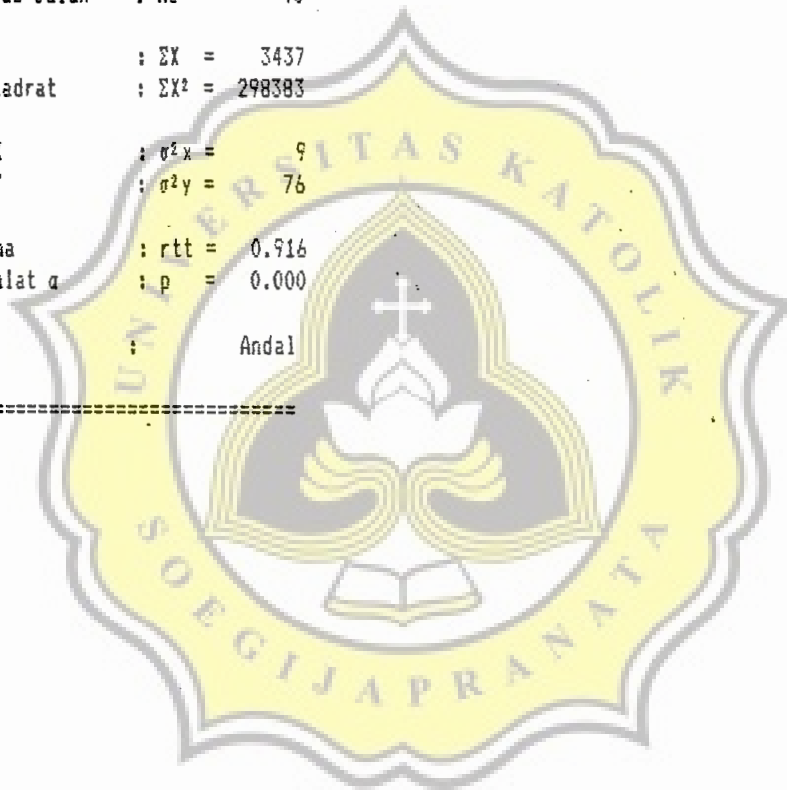 : ΣX = 3437
adrat : ΣX² = 298383
: σ²x = 9
: σ²y = 76
: rtt = 0.916
alat α : p = 0.000
: Andal
==============================
UNIVERSITAS KATOLIK
SOEGIJAPRANATA